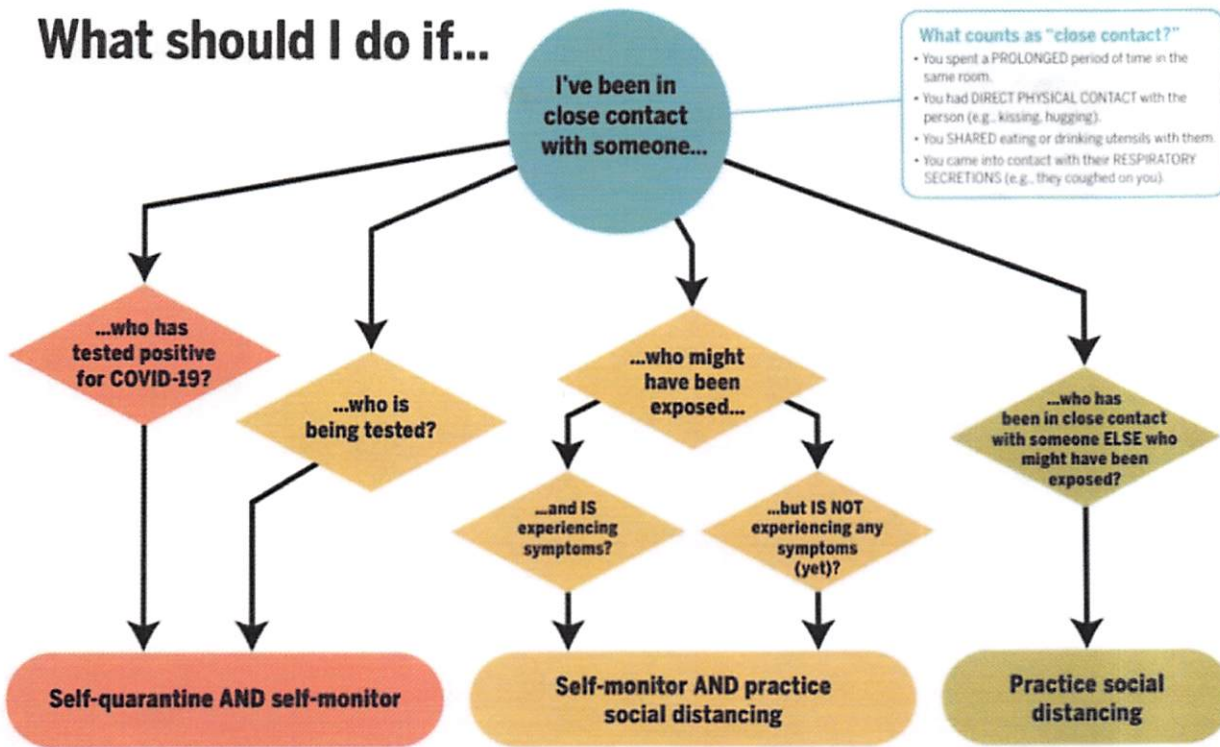 What should I do if...
I've been in
close contact
with someone...
What counts as "close contact?"
• You spent a PROLONGED period of time in the
same room.
• You had DIRECT PHYSICAL CONTACT with the
person (e.g., kissing, hugging).
• You SHARED eating or drinking utensils with them.
• You came into contact with their RESPIRATORY
SECRETIONS (e.g., they coughed on you).
...who has
tested positive
for COVID-19?
...who is
being tested?
...who might
have been
exposed...
...and IS
experiencing
symptoms?
...but IS NOT
experiencing any
symptoms
(yet)?
...who has
been in close contact
with someone ELSE who
might have been
exposed?
Self-quarantine AND self-monitor
Self-monitor AND practice
social distancing
Practice social
distancing